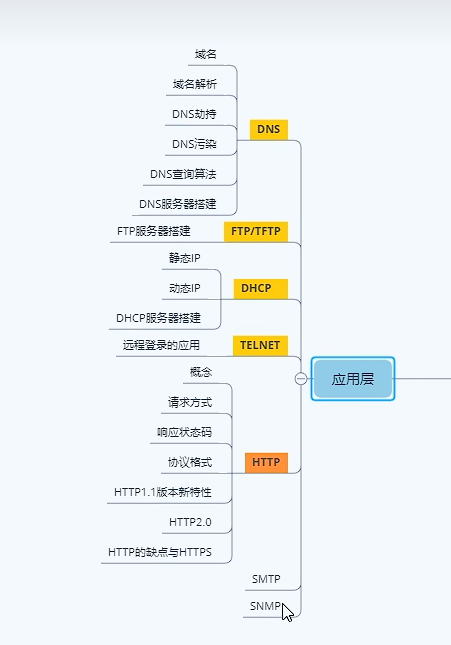 应用层
DNS
域名
域名解析
DNS劫持
DNS污染
DNS查询算法
DNS服务器搭建
FTP/TFTP
FTP服务器搭建
DHCP
静态IP
动态IP
DHCP服务器搭建
TELNET
远程登录的应用
HTTP
概念
请求方式
响应状态码
协议格式
HTTP1.1版本新特性
HTTP2.0
HTTP的缺点与HTTPS
SMTP
SNMP